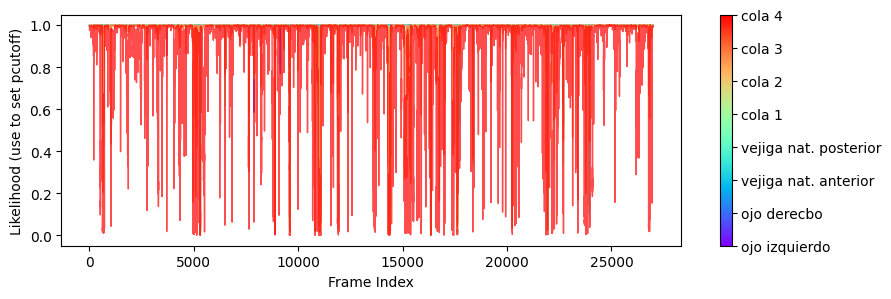 Likelihood (use to set pcutoff)
1.0
0.8
0.6
0.4
0.2
0.0
0
5000
10000
15000
20000
25000
Frame Index
cola 4
cola 3
cola 2
cola 1
vejiga nat. posterior
vejiga nat. anterior
ojo derecbo
ojo izquierdo